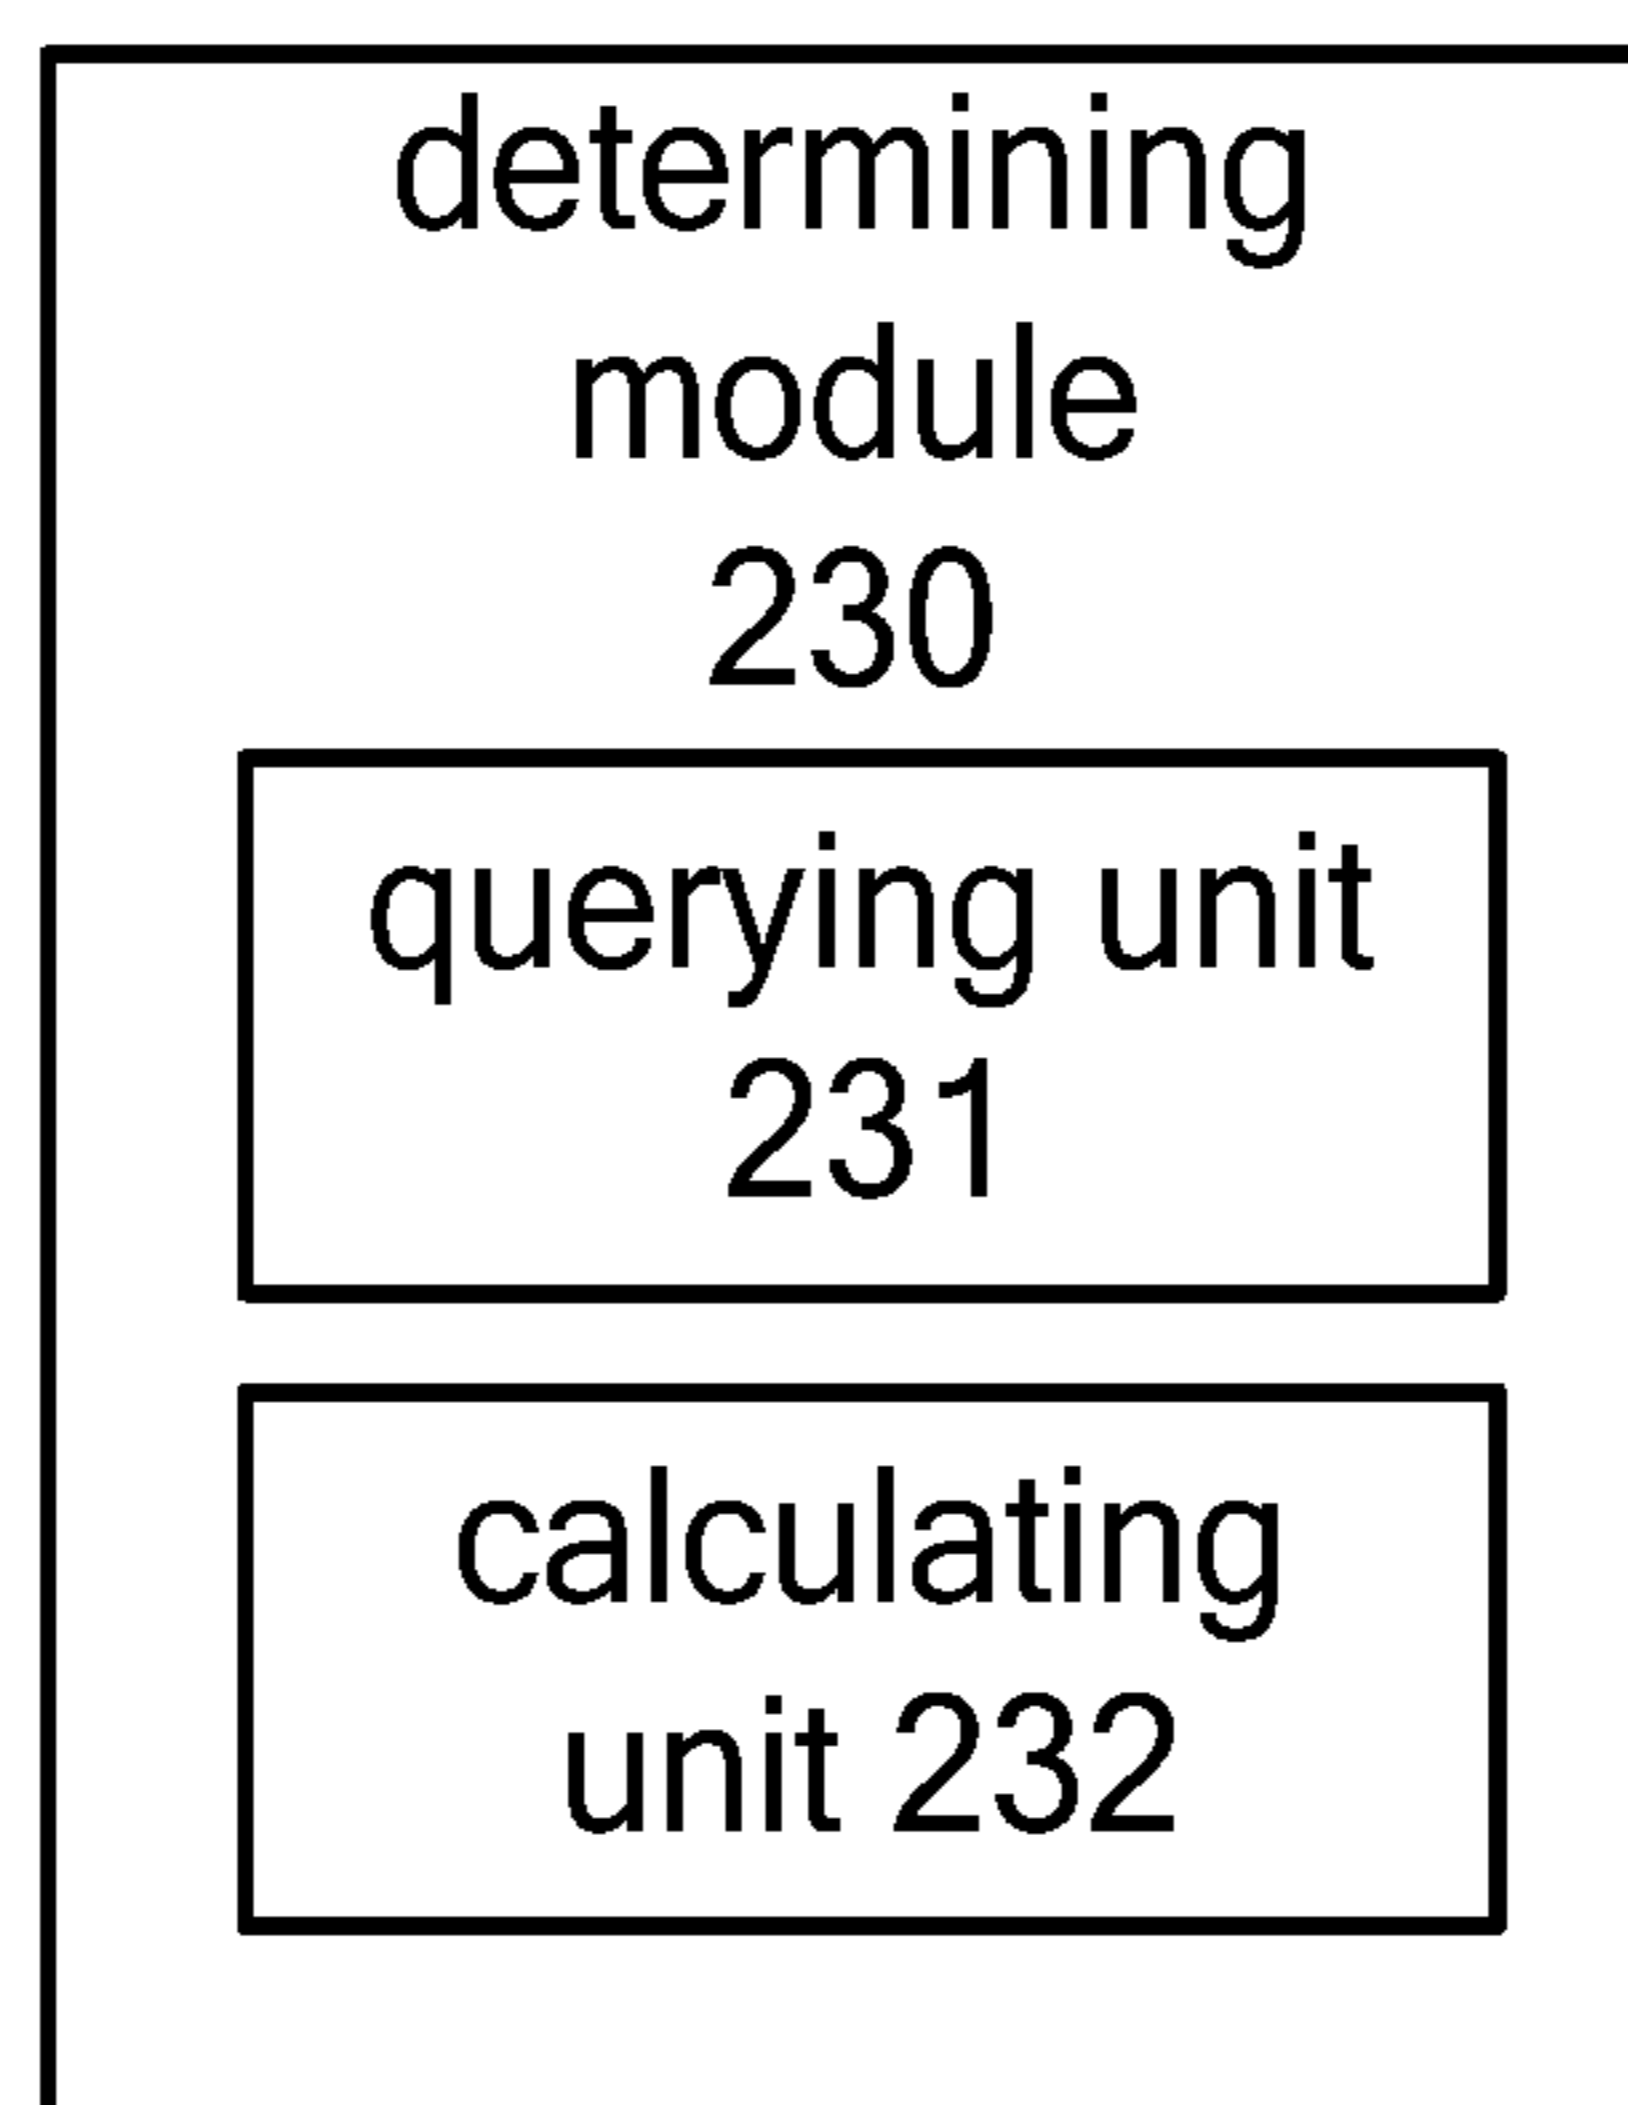 determining
module
230
querying unit
231
calculating
unit 232